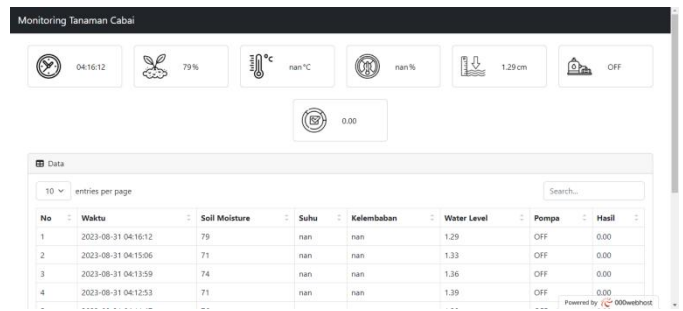 Monitoring Tanaman Cabai
04:16:12 79% °C nan°C nan% 1.29cm OFF
0.00
Data
10 entries per page Search...
No Waktu Soil Moisture Suhu Kelembaban Water Level Pompa Hasil
1 2023-08-31 04:16:12 79 nan nan 1.29 OFF 0.00
2 2023-08-31 04:15:06 71 nan nan 1.33 OFF 0.00
3 2023-08-31 04:13:59 74 nan nan 1.36 OFF 0.00
4 2023-08-31 04:12:53 71 nan nan 1.39 OFF 0.00
Powered by 000webhost